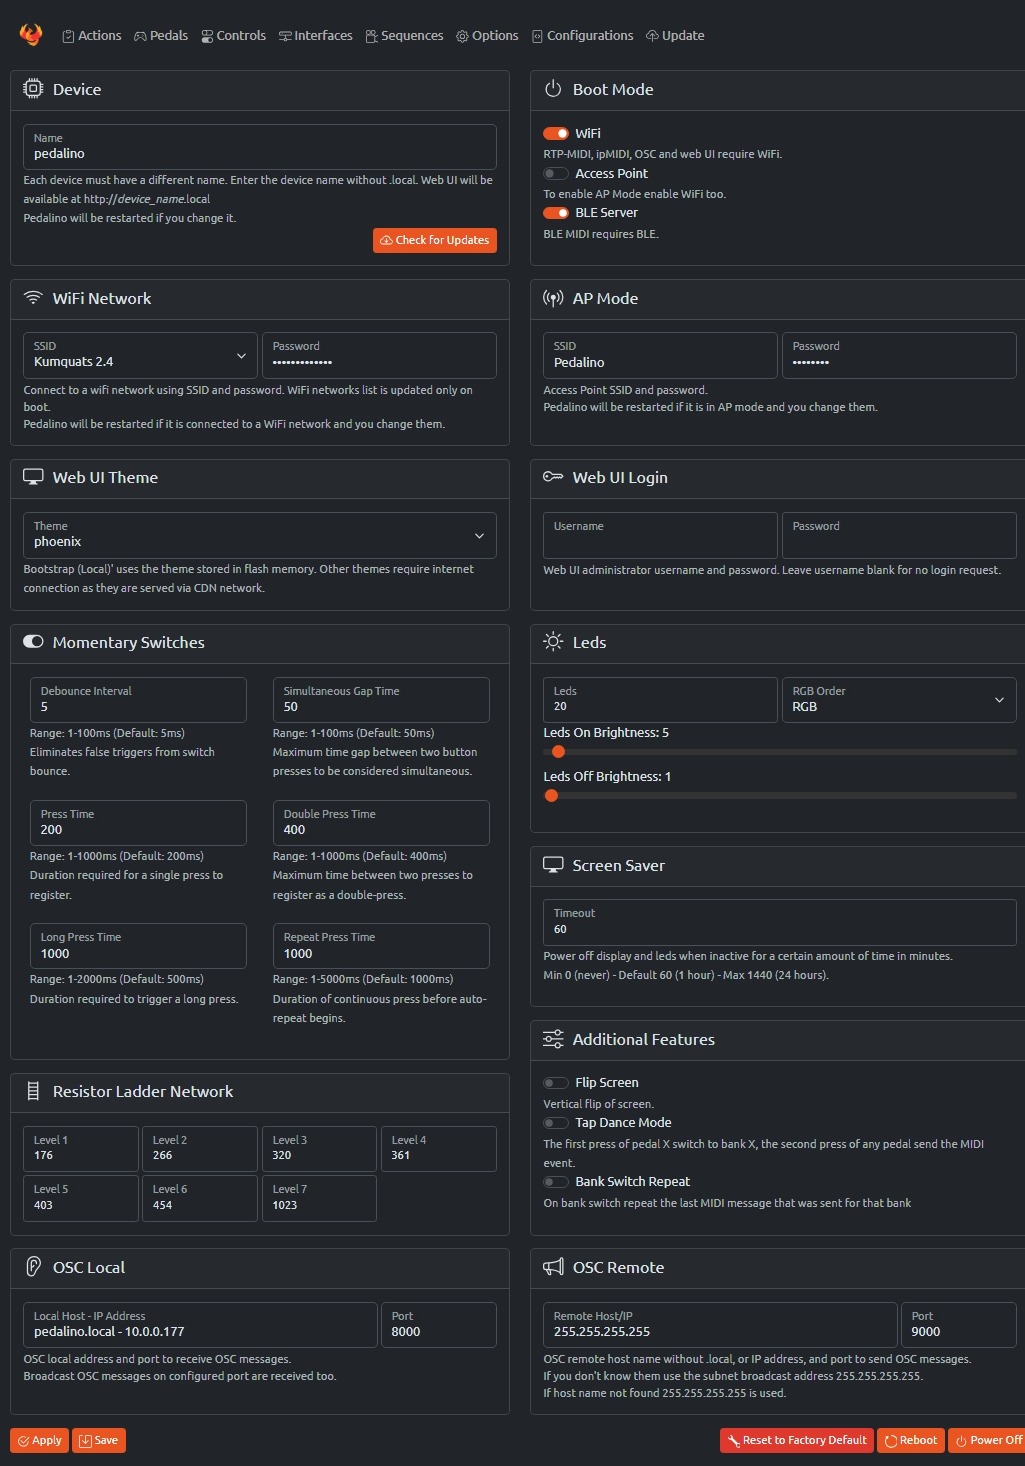 Actions Pedals Controls Interfaces Sequences Options Configurations Update
Device
Name
pedalino
Each device must have a different name. Enter the device name without .local. Web UI will be
available at http://device_name.local
Pedalino will be restarted if you change it.
Check for Updates
Boot Mode
WiFi
RTP-MIDI, ipMIDI, OSC and web UI require WiFi.
Access Point
To enable AP Mode enable WiFi too.
BLE Server
BLE MIDI requires BLE.
WiFi Network
SSID
Kumquats 2.4
Password
•••••••••••••
Connect to a wifi network using SSID and password. WiFi networks list is updated only on
boot.
Pedalino will be restarted if it is connected to a WiFi network and you change them.
AP Mode
SSID
Pedalino
Password
••••••••
Access Point SSID and password.
Pedalino will be restarted if it is in AP mode and you change them.
Web UI Theme
Theme
phoenix
Bootstrap (Local)' uses the theme stored in flash memory. Other themes require internet
connection as they are served via CDN network.
Web UI Login
Username
Password
Web UI administrator username and password. Leave username blank for no login request.
Momentary Switches
Debounce Interval
5
Range: 1-100ms (Default: 5ms)
Eliminates false triggers from switch
bounce.
Simultaneous Gap Time
50
Range: 1-100ms (Default: 50ms)
Maximum time gap between two button
presses to be considered simultaneous.
Press Time
200
Range: 1-1000ms (Default: 200ms)
Duration required for a single press to
register.
Double Press Time
400
Range: 1-1000ms (Default: 400ms)
Maximum time between two presses to
register as a double-press.
Long Press Time
1000
Range: 1-2000ms (Default: 500ms)
Duration required to trigger a long press.
Repeat Press Time
1000
Range: 1-5000ms (Default: 1000ms)
Duration of continuous press before auto-
repeat begins.
Leds
Leds
20
RGB Order
RGB
Leds On Brightness: 5
Leds Off Brightness: 1
Screen Saver
Timeout
60
Power off display and leds when inactive for a certain amount of time in minutes.
Min 0 (never) - Default 60 (1 hour) - Max 1440 (24 hours).
Additional Features
Flip Screen
Vertical flip of screen.
Tap Dance Mode
The first press of pedal X switch to bank X, the second press of any pedal send the MIDI
event.
Bank Switch Repeat
On bank switch repeat the last MIDI message that was sent for that bank
Resistor Ladder Network
Level 1
176
Level 2
266
Level 3
320
Level 4
361
Level 5
403
Level 6
454
Level 7
1023
OSC Local
Local Host - IP Address
pedalino.local - 10.0.0.177
Port
8000
OSC local address and port to receive OSC messages.
Broadcast OSC messages on configured port are received too.
OSC Remote
Remote Host/IP
255.255.255.255
Port
9000
OSC remote host name without .local, or IP address, and port to send OSC messages.
If you don't know them use the subnet broadcast address 255.255.255.255.
If host name not found 255.255.255.255 is used.
Apply Save Reset to Factory Default Reboot Power Off